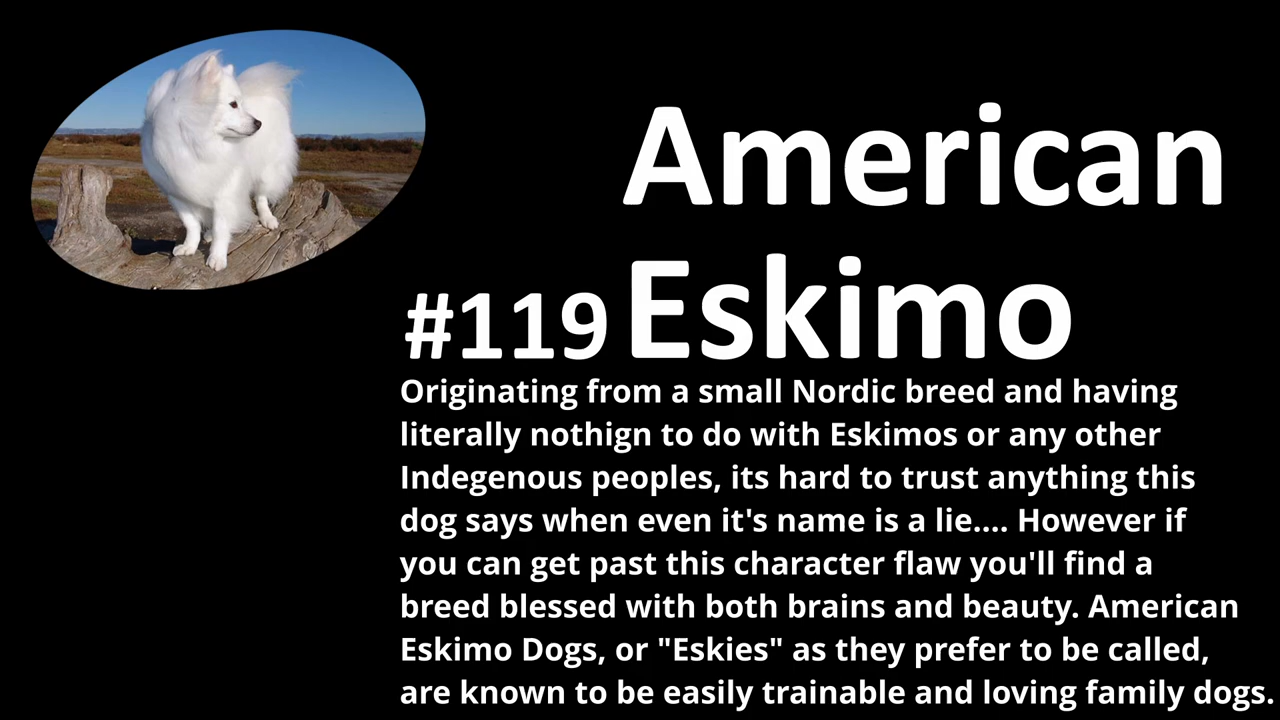 American
#119 Eskimo
Originating from a small Nordic breed and having
literally nothign to do with Eskimos or any other
Indegenous peoples, its hard to trust anything this
dog says when even it's name is a lie.... However if
you can get past this character flaw you'll find a
breed blessed with both brains and beauty. American
Eskimo Dogs, or "Eskies" as they prefer to be called,
are known to be easily trainable and loving family dogs.